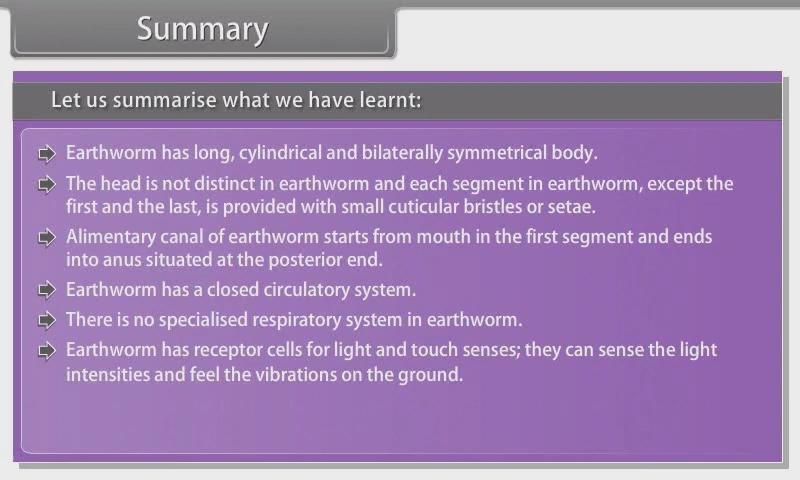 Summary
Let us summarise what we have learnt:
Earthworm has long, cylindrical and bilaterally symmetrical body.
The head is not distinct in earthworm and each segment in earthworm, except the
first and the last, is provided with small cuticular bristles or setae.
Alimentary canal of earthworm starts from mouth in the first segment and ends
into anus situated at the posterior end.
Earthworm has a closed circulatory system.
There is no specialised respiratory system in earthworm.
Earthworm has receptor cells for light and touch senses; they can sense the light
intensities and feel the vibrations on the ground.